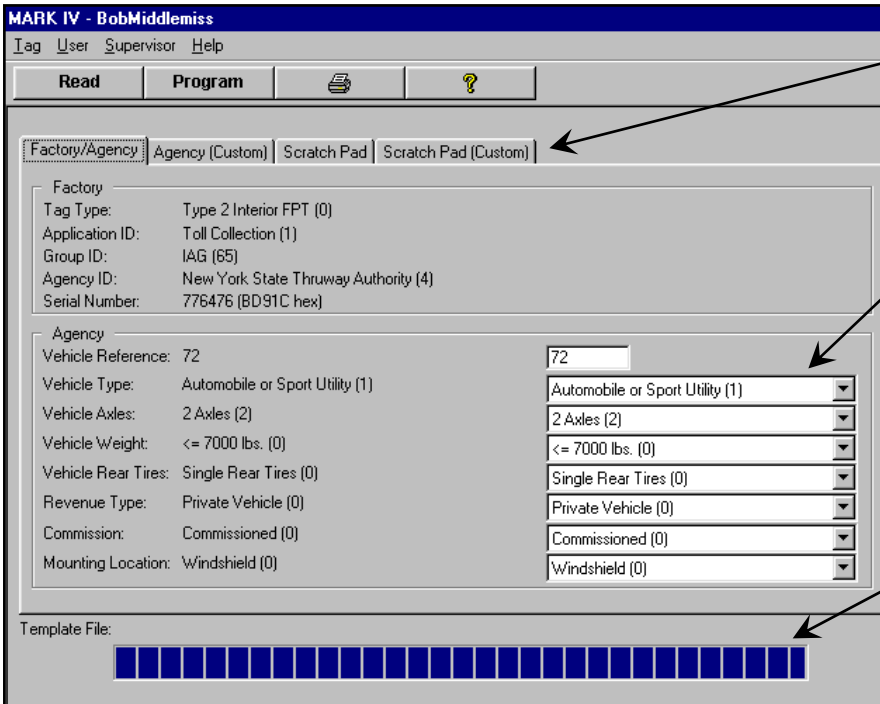 MARK IV - BobMiddlemiss
Tag User Supervisor Help
Read Program ?
Factory/Agency Agency (Custom) Scratch Pad Scratch Pad (Custom)
Factory
Tag Type: Type 2 Interior FPT (0)
Application ID: Toll Collection (1)
Group ID: IAG (65)
Agency ID: New York State Thruway Authority (4)
Serial Number: 776476 (BD91C hex)
Agency
Vehicle Reference: 72 72
Vehicle Type: Automobile or Sport Utility (1) Automobile or Sport Utility (1)
Vehicle Axles: 2 Axles (2) 2 Axles (2)
Vehicle Weight: <= 7000 lbs. (0) <= 7000 lbs. (0)
Vehicle Rear Tires: Single Rear Tires (0) Single Rear Tires (0)
Revenue Type: Private Vehicle (0) Private Vehicle (0)
Commission: Commissioned (0) Commissioned (0)
Mounting Location: Windshield (0) Windshield (0)
Template File: